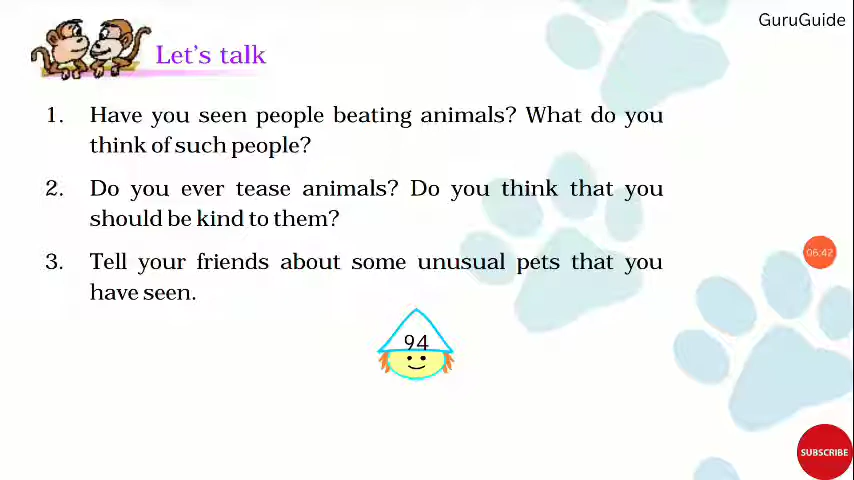 GuruGuide
Let's talk
1. Have you seen people beating animals? What do you
think of such people?
2. Do you ever tease animals? Do you think that you
should be kind to them?
3. Tell your friends about some unusual pets that you
have seen.
05:42
94
SUBSCRIBE